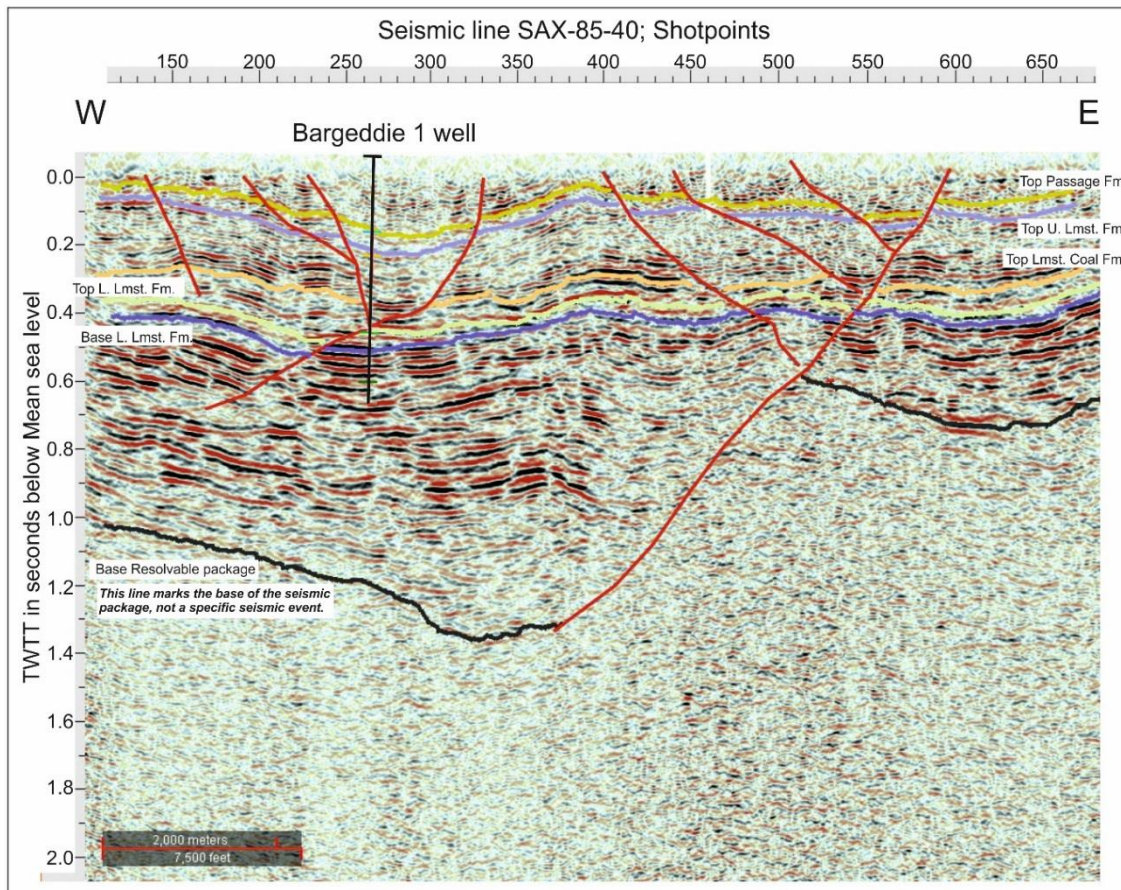 Seismic line SAX-85-40; Shotpoints
150 200 250 300 350 400 450 500 550 600 650
W E
Bargeddie 1 well
TWTT in seconds below Mean sea level
0.0
0.2
0.4
0.6
0.8
1.0
1.2
1.4
1.6
1.8
2.0
Top Passage Fm
Top U. Lmst. Fm.
Top Lmst. Coal Fm
Top L. Lmst. Fm.
Base L. Lmst. Fm.
Base Resolvable package
This line marks the base of the seismic
package, not a specific seismic event.
2,000 meters
7,500 feet